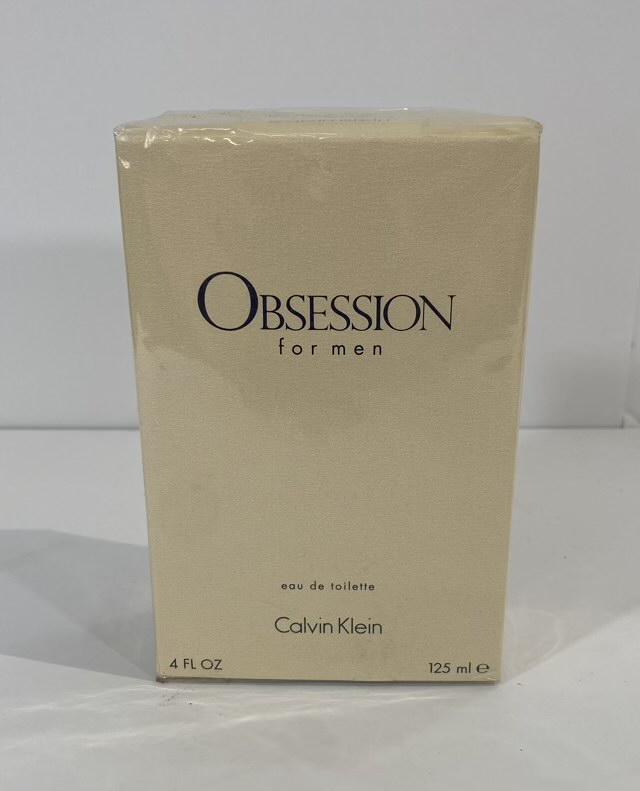 OBSESSION
for men
eau de toilette
Calvin Klein
4 FL OZ
125 ml ℮